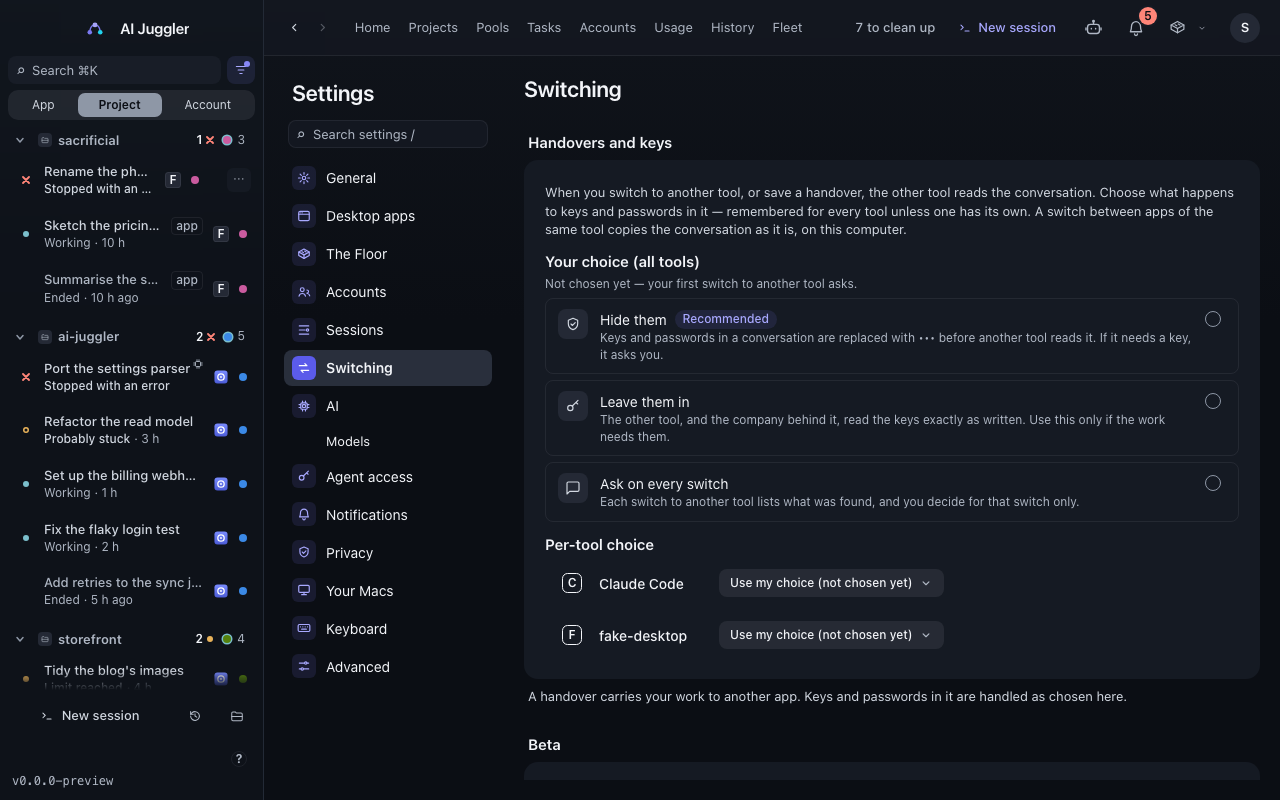 AI Juggler
Search ⌘K
App Project Account
sacrificial 1 3
Rename the ph...
Stopped with an ...
F
Sketch the pricin... app
Working · 10 h
F
Summarise the s... app
Ended · 10 h ago
F
ai-juggler 2 5
Port the settings parser
Stopped with an error
Refactor the read model
Probably stuck · 3 h
Set up the billing webh...
Working · 1 h
Fix the flaky login test
Working · 2 h
Add retries to the sync j...
Ended · 5 h ago
storefront 2 4
Tidy the blog's images
Limit reached · 4 h
New session
?
v0.0.0-preview
Home Projects Pools Tasks Accounts Usage History Fleet
7 to clean up
New session
5
S
Settings
Search settings /
General
Desktop apps
The Floor
Accounts
Sessions
Switching
AI
Models
Agent access
Notifications
Privacy
Your Macs
Keyboard
Advanced
Switching
Handovers and keys
When you switch to another tool, or save a handover, the other tool reads the conversation. Choose what happens
to keys and passwords in it — remembered for every tool unless one has its own. A switch between apps of the
same tool copies the conversation as it is, on this computer.
Your choice (all tools)
Not chosen yet — your first switch to another tool asks.
Hide them Recommended
Keys and passwords in a conversation are replaced with ••• before another tool reads it. If it needs a key,
it asks you.
Leave them in
The other tool, and the company behind it, read the keys exactly as written. Use this only if the work
needs them.
Ask on every switch
Each switch to another tool lists what was found, and you decide for that switch only.
Per-tool choice
C Claude Code Use my choice (not chosen yet)
F fake-desktop Use my choice (not chosen yet)
A handover carries your work to another app. Keys and passwords in it are handled as chosen here.
Beta